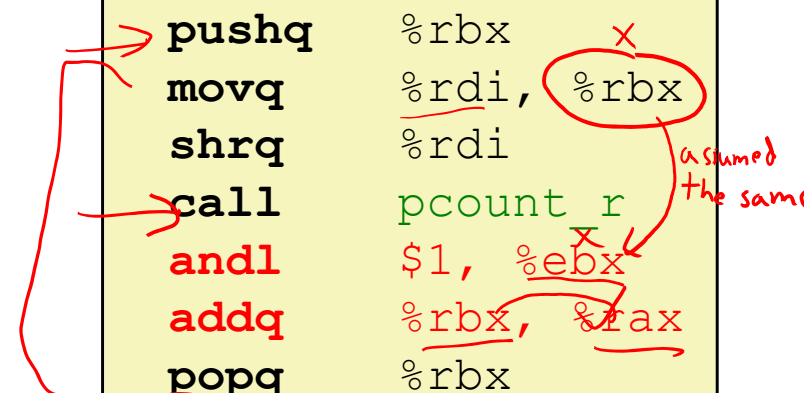 pushq %rbx
x
movq %rdi, %rbx
shrq %rdi
assumed
the same
call pcount_r
x
andl $1, %ebx
addq %rbx, %rax
popq %rbx